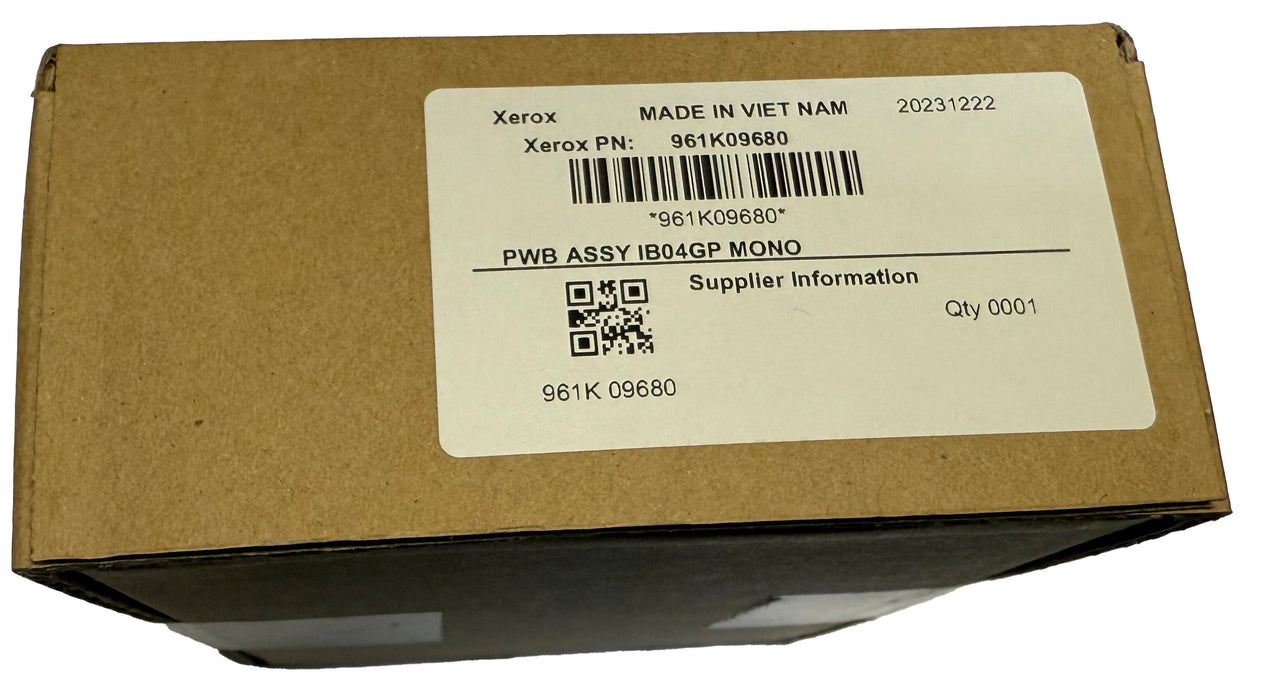 Xerox MADE IN VIET NAM 20231222
Xerox PN: 961K09680
*961K09680*
PWB ASSY IB04GP MONO
Supplier Information
Qty 0001
961K 09680